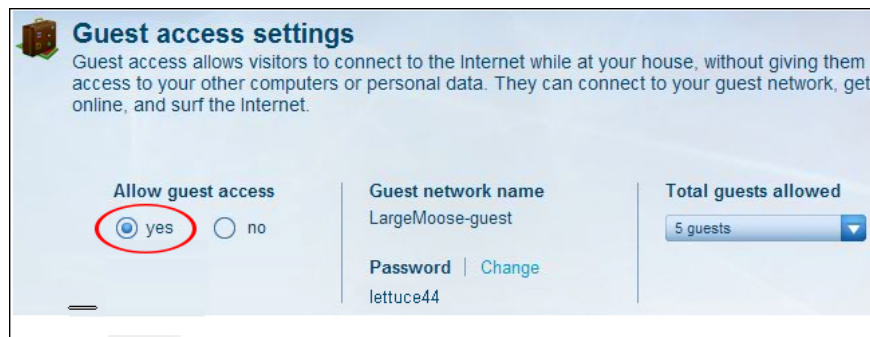 Guest access settings
Guest access allows visitors to connect to the Internet while at your house, without giving them
access to your other computers or personal data. They can connect to your guest network, get
online, and surf the Internet.
Allow guest access
yes no
Guest network name
LargeMoose-guest
Password | Change
lettuce44
Total guests allowed
5 guests